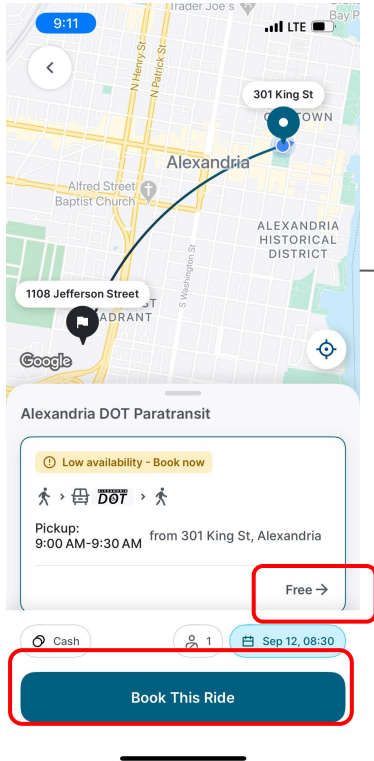 Trader Joe's
9:11
LTE
Bay P
N Henry St
N Patrick St
301 King St
TOWN
Alexandria
Alfred Street
Baptist Church
ALEXANDRIA
HISTORICAL
DISTRICT
S Washington St
1108 Jefferson Street
ST
ADRANT
Google
Alexandria DOT Paratransit
Low availability - Book now
ALEXANDRIA
DOT
Pickup:
9:00 AM-9:30 AM
from 301 King St, Alexandria
Free
Cash
1
Sep 12, 08:30
Book This Ride